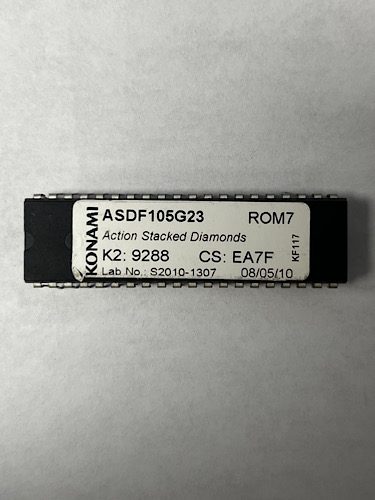 KONAMI
ASDF105G23 ROM7
Action Stacked Diamonds
K2: 9288 CS: EA7F
Lab No.: S2010-1307 08/05/10
KF117